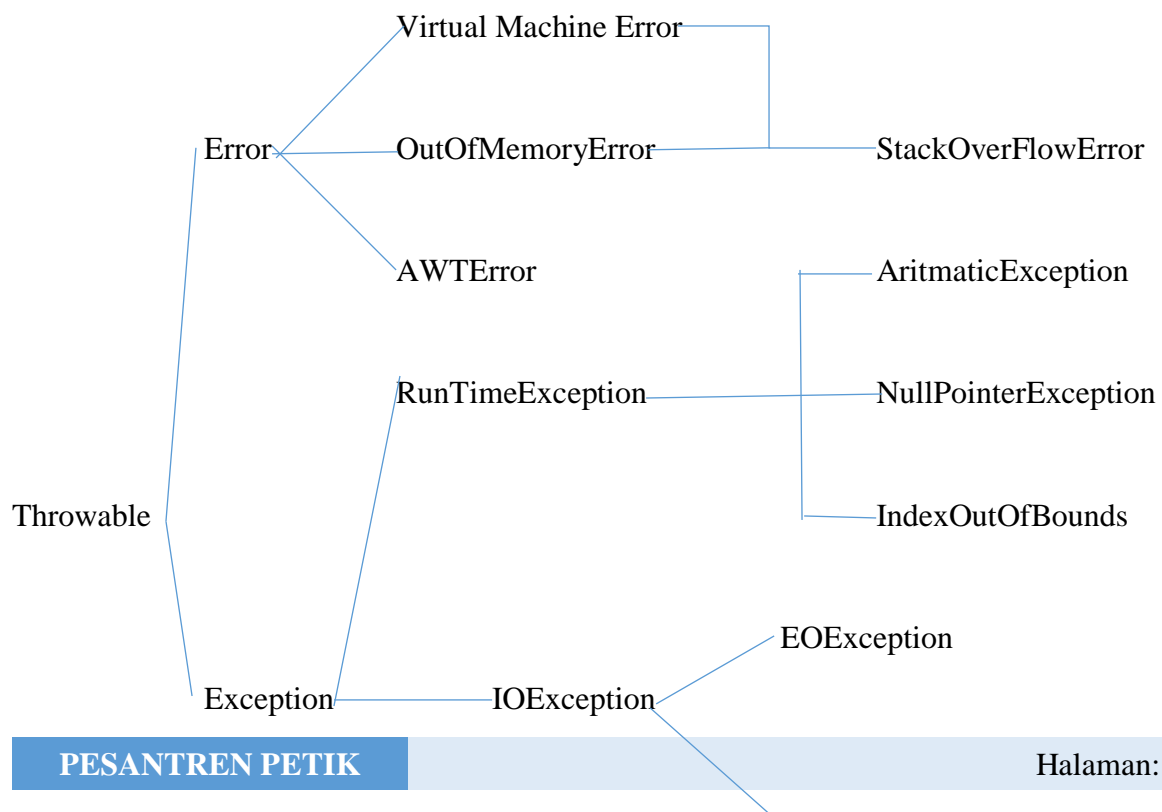 Virtual Machine Error
Error OutOfMemoryError StackOverFlowError
AWTError AritmaticException
RunTimeException NullPointerException
Throwable IndexOutOfBounds
EOException
Exception IOException
PESANTREN PETIK Halaman: